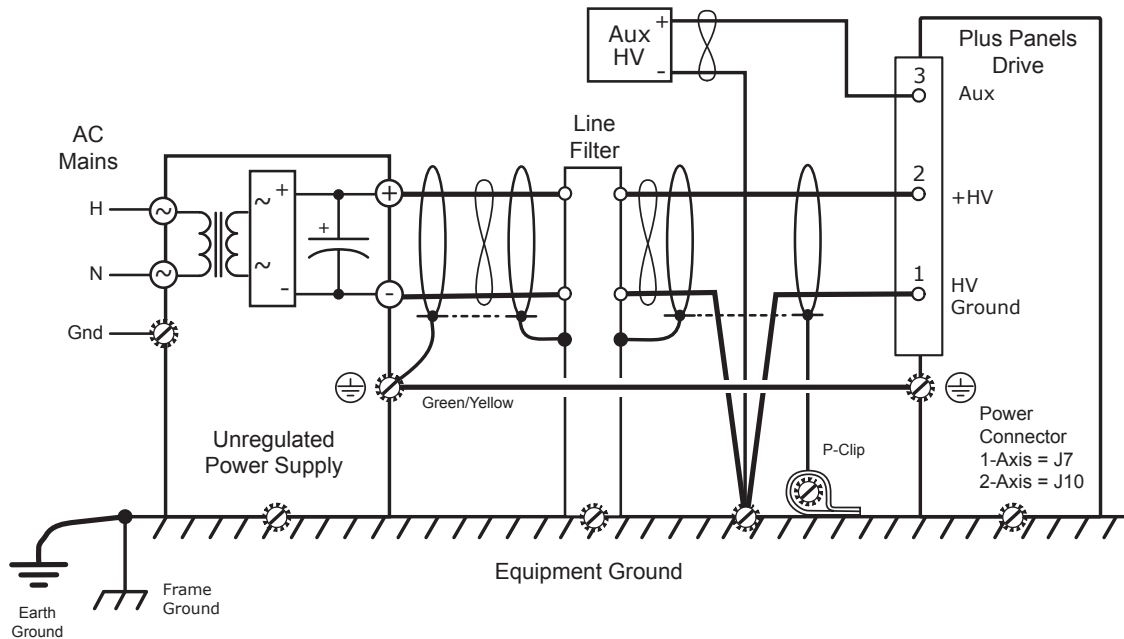 Aux
HV
+
-
Plus Panels
Drive
3
Aux
AC
Mains
Line
Filter
H
~
~
+
+
+
2
+HV
N
~
~
-
-
1
HV
Ground
Gnd
Green/Yellow
Unregulated
Power Supply
P-Clip
Power
Connector
1-Axis = J7
2-Axis = J10
Equipment Ground
Frame
Ground
Earth
Ground